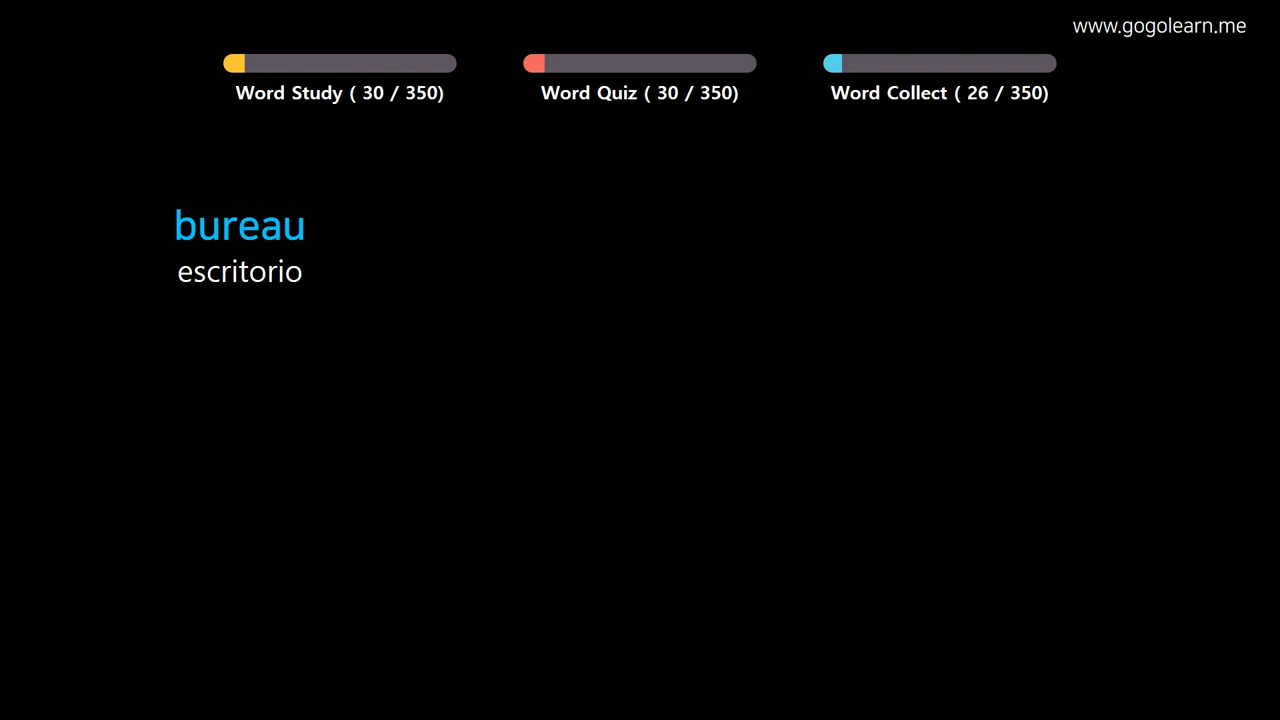 www.gogolearn.me
Word Study ( 30 / 350)
Word Quiz ( 30 / 350)
Word Collect ( 26 / 350)
bureau
escritorio